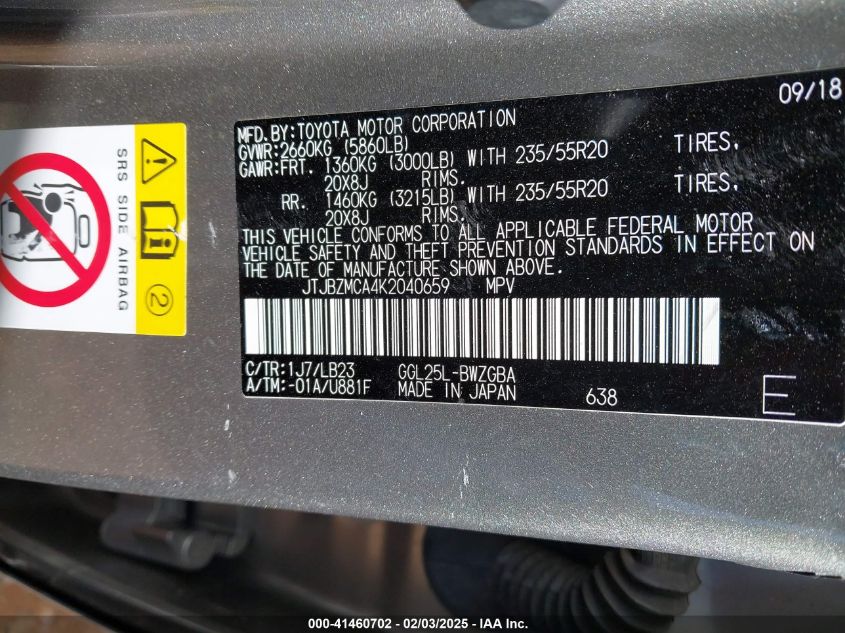 09/18
MFD.BY:TOYOTA MOTOR CORPORATION
GVWR:2660KG (5860LB)
GAWR:FRT. 1360KG (3000LB) WITH 235/55R20 TIRES.
20X8J RIMS.
RR. 1460KG (3215LB) WITH 235/55R20 TIRES.
20X8J RIMS.
THIS VEHICLE CONFORMS TO ALL APPLICABLE FEDERAL MOTOR
VEHICLE SAFETY AND THEFT PREVENTION STANDARDS IN EFFECT ON
THE DATE OF MANUFACTURE SHOWN ABOVE.
JTJBZMCA4K2040659 MPV
C/TR:1J7/LB23 GGL25L-BWZGBA
A/TM:-01A/U881F MADE IN JAPAN 638 E
SRS SIDE AIRBAG
2
000-41460702 - 02/03/2025 - IAA Inc.